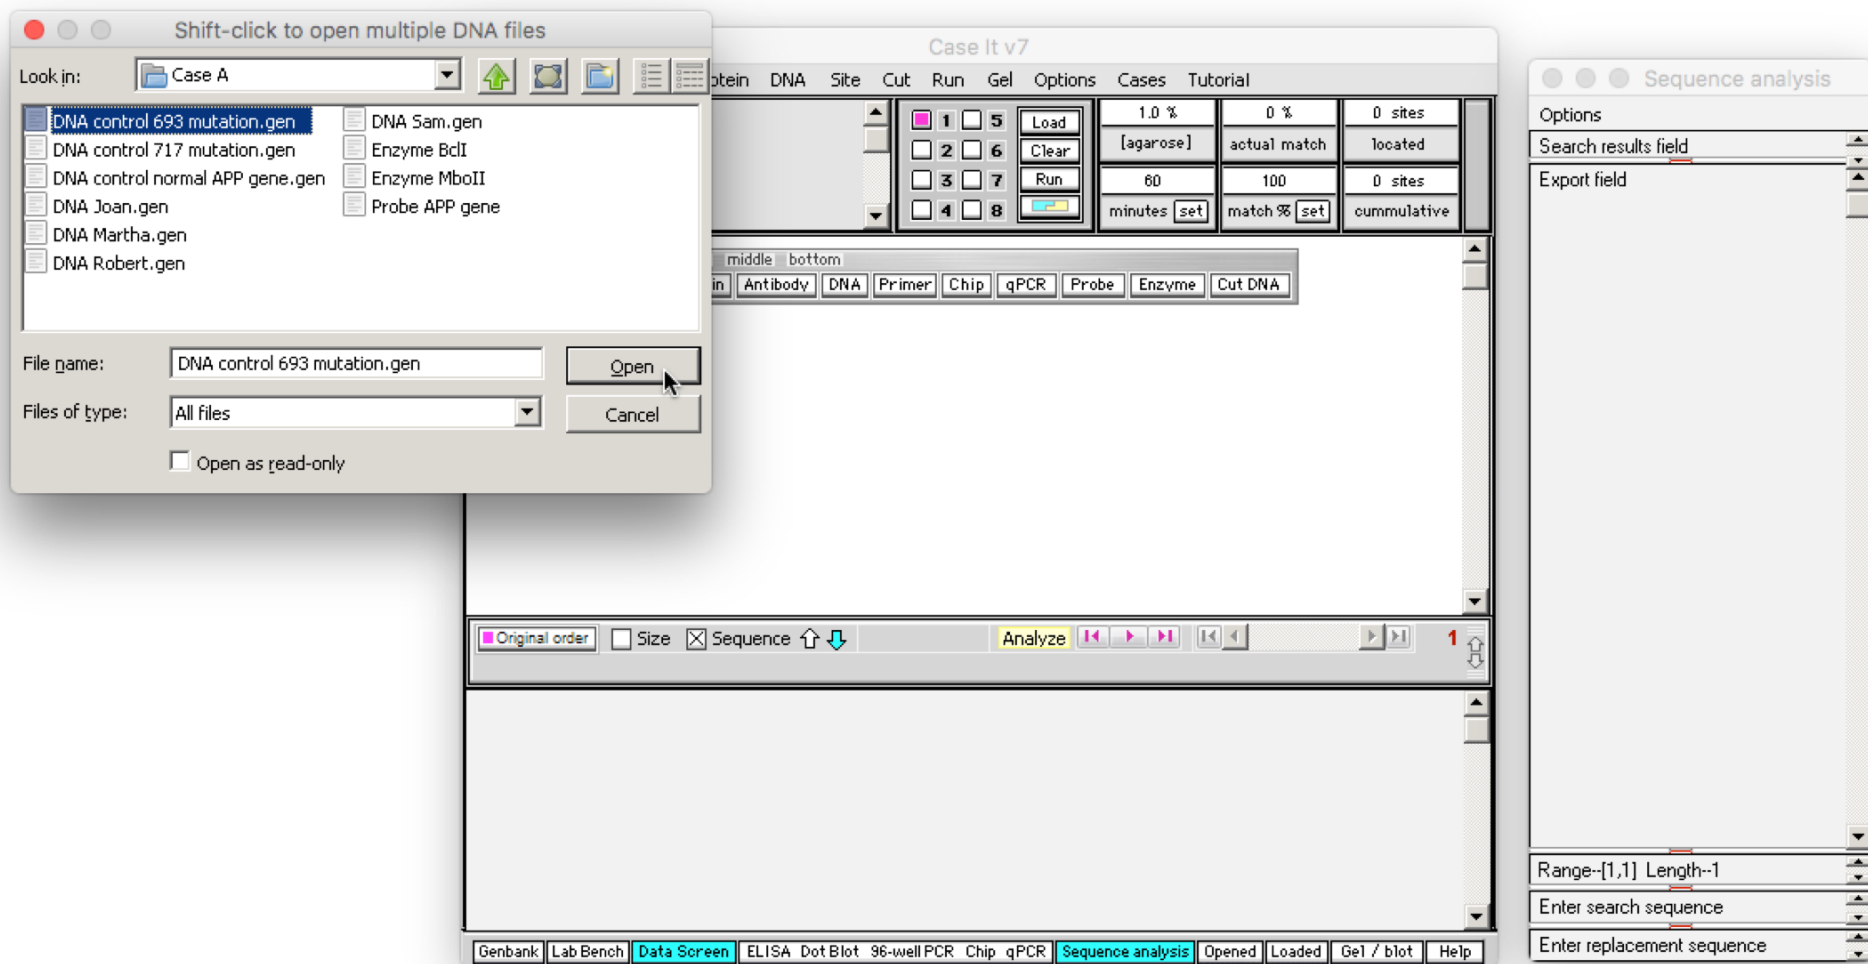 Shift-click to open multiple DNA files
Look in:
Case A
DNA control 693 mutation.gen
DNA control 717 mutation.gen
DNA control normal APP gene.gen
DNA Joan.gen
DNA Martha.gen
DNA Robert.gen
DNA Sam.gen
Enzyme BclI
Enzyme MboII
Probe APP gene
File name:
DNA control 693 mutation.gen
Open
Files of type:
All files
Cancel
Open as read-only
Case It v7
otein DNA Site Cut Run Gel Options Cases Tutorial
1 5 Load
2 6 Clear
3 7 Run
4 8
1.0 % 0 % 0 sites
[agarose] actual match located
60 100 0 sites
minutes set match % set cummulative
middle bottom
in Antibody DNA Primer Chip qPCR Probe Enzyme Cut DNA
Original order Size Sequence Analyze 1
Genbank Lab Bench Data Screen ELISA Dot Blot 96-well PCR Chip qPCR Sequence analysis Opened Loaded Gel / blot Help
Sequence analysis
Options
Search results field
Export field
Range--[1,1] Length--1
Enter search sequence
Enter replacement sequence